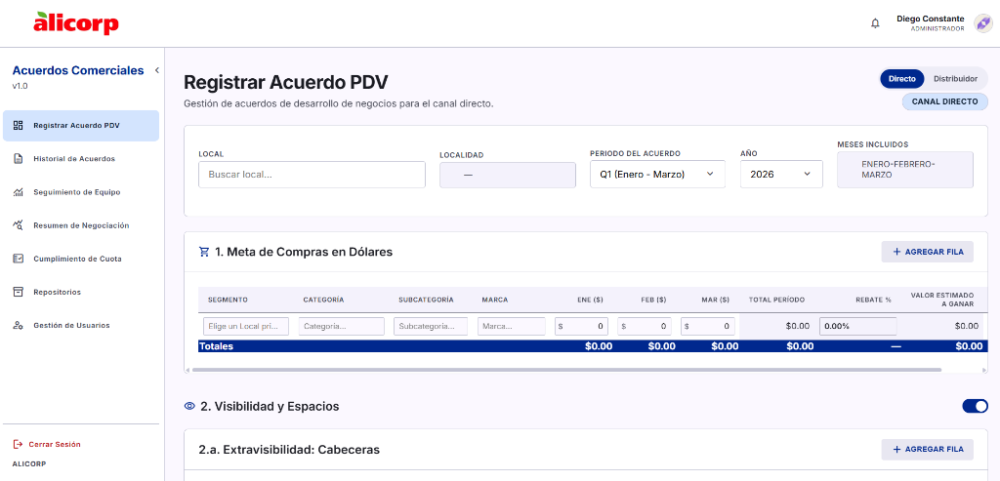 alicorp
Diego Constante
ADMINISTRADOR
Acuerdos Comerciales
v1.0
Registrar Acuerdo PDV
Historial de Acuerdos
Seguimiento de Equipo
Resumen de Negociación
Cumplimiento de Cuota
Repositorios
Gestión de Usuarios
Cerrar Sesión
ALICORP
Registrar Acuerdo PDV
Gestión de acuerdos de desarrollo de negocios para el canal directo.
Directo Distribuidor
CANAL DIRECTO
LOCAL LOCALIDAD PERIODO DEL ACUERDO AÑO MESES INCLUIDOS
Buscar local... — Q1 (Enero - Marzo) 2026 ENERO-FEBRERO-
MARZO
1. Meta de Compras en Dólares
+ AGREGAR FILA
SEGMENTO CATEGORÍA SUBCATEGORÍA MARCA ENE ($) FEB ($) MAR ($) TOTAL PERÍODO REBATE % VALOR ESTIMADO
A GANAR
Elige un Local pri... Categoria... Subcategoria... Marca... $ 0 $ 0 $ 0 $0.00 0.00% $0.00
Totales $0.00 $0.00 $0.00 $0.00 — $0.00
2. Visibilidad y Espacios
2.a. Extravisibilidad: Cabeceras
+ AGREGAR FILA